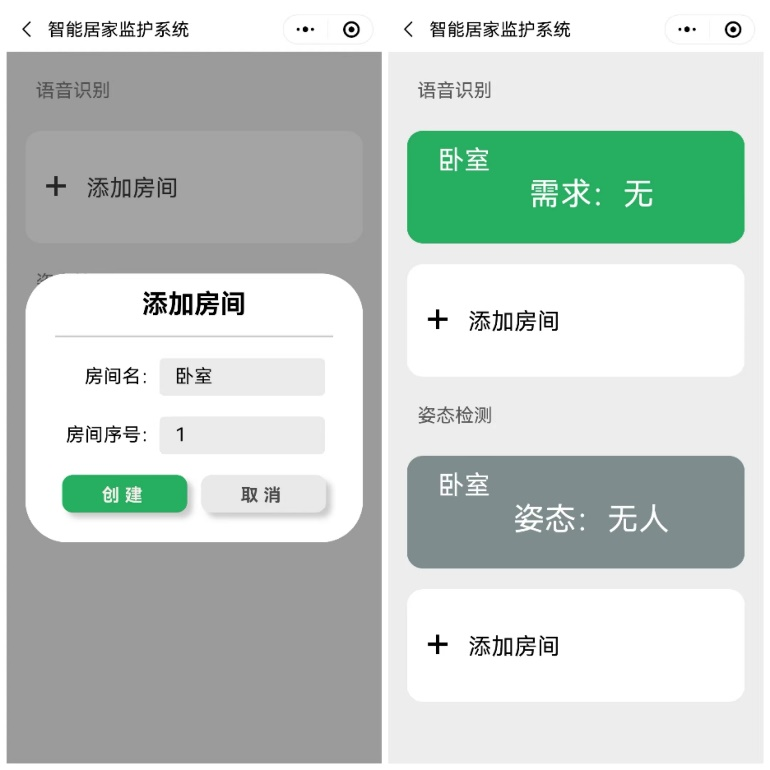 智能居家监护系统
语音识别
+ 添加房间
添加房间
房间名： 卧室
房间序号： 1
创建 取消
智能居家监护系统
语音识别
卧室
需求： 无
+ 添加房间
姿态检测
卧室
姿态： 无人
+ 添加房间